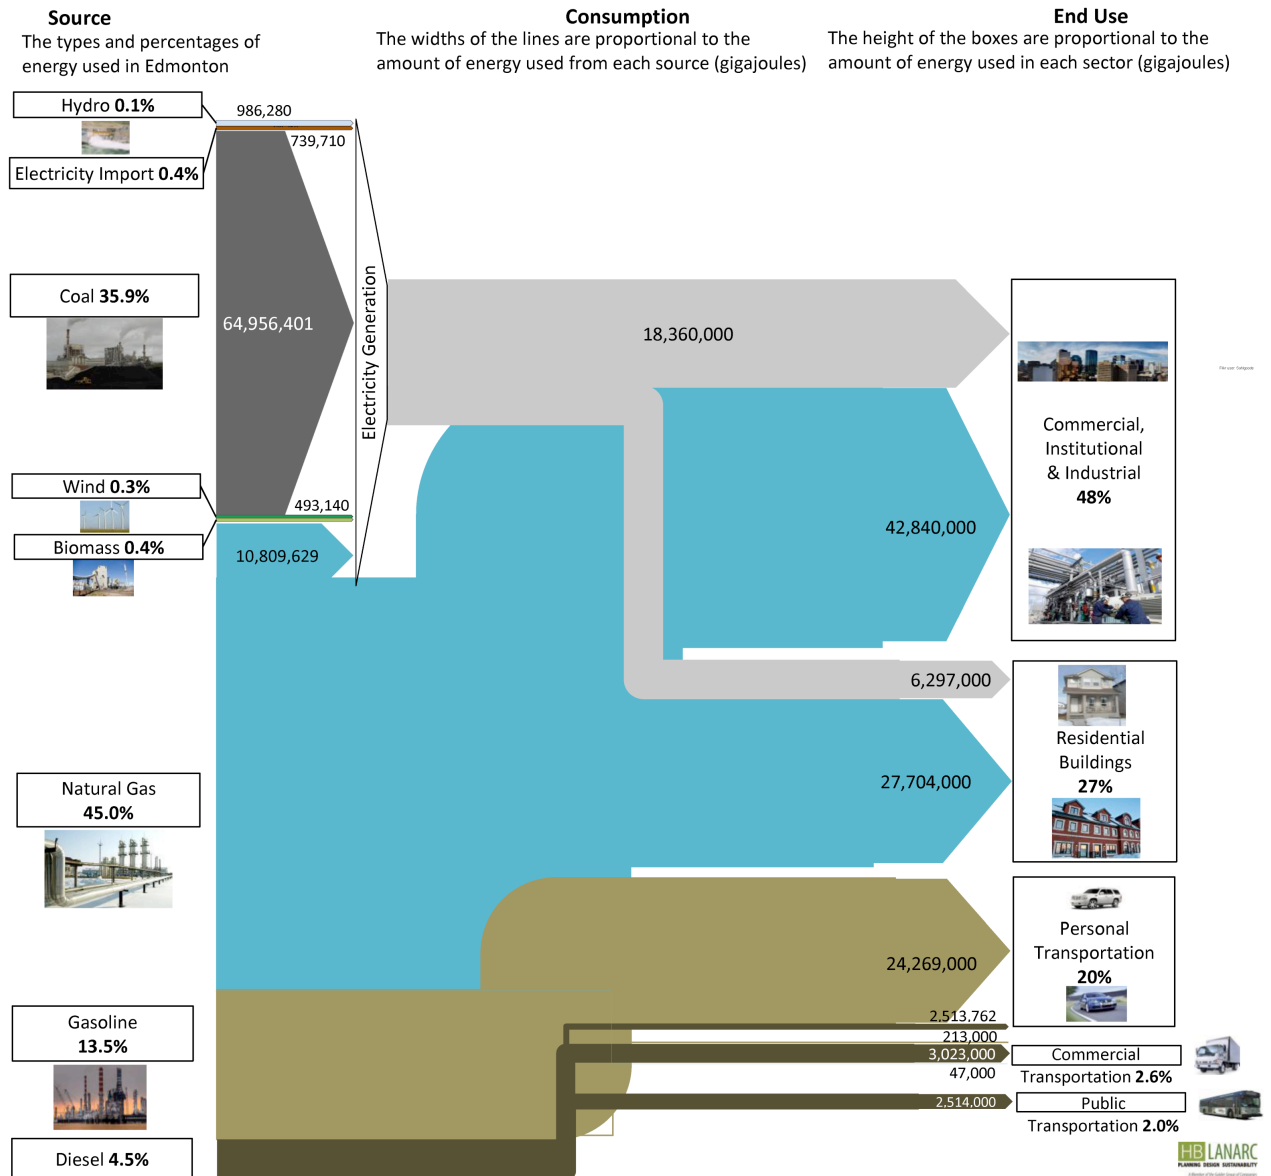 Source
The types and percentages of
energy used in Edmonton
Consumption
The widths of the lines are proportional to the
amount of energy used from each source (gigajoules)
End Use
The height of the boxes are proportional to the
amount of energy used in each sector (gigajoules)
Hydro 0.1%
986,280
739,710
Electricity Import 0.4%
Coal 35.9%
64,956,401
Electricity Generation
18,360,000
Commercial,
Institutional
& Industrial
48%
Wind 0.3%
493,140
42,840,000
Biomass 0.4%
10,809,629
6,297,000
Residential
Buildings
27%
27,704,000
Natural Gas
45.0%
Personal
Transportation
20%
24,269,000
Gasoline
13.5%
2,513,762
213,000
3,023,000
Commercial
Transportation 2.6%
47,000
2,514,000
Public
Transportation 2.0%
Diesel 4.5%
HB LANARC
PLANNING DESIGN SUSTAINABILITY